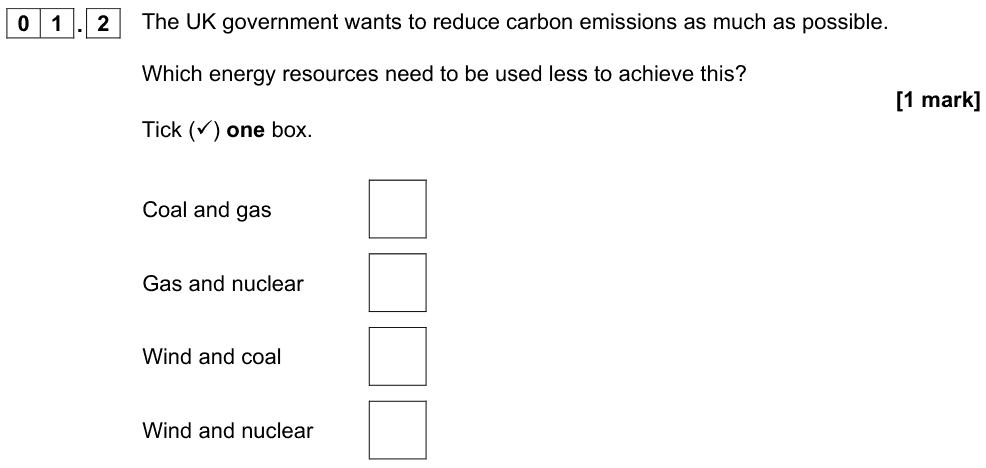 0 1 . 2 The UK government wants to reduce carbon emissions as much as possible.
Which energy resources need to be used less to achieve this?
[1 mark]
Tick (✓) one box.
Coal and gas
Gas and nuclear
Wind and coal
Wind and nuclear